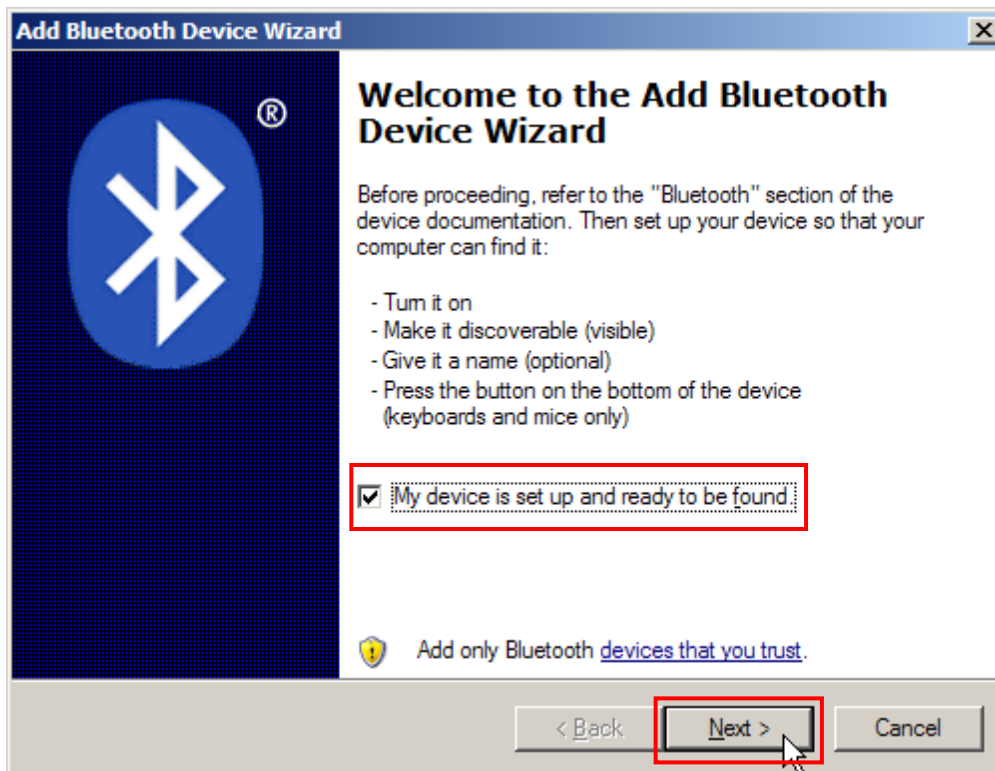 Add Bluetooth Device Wizard
®
Welcome to the Add Bluetooth
Device Wizard
Before proceeding, refer to the "Bluetooth" section of the
device documentation. Then set up your device so that your
computer can find it:
- Turn it on
- Make it discoverable (visible)
- Give it a name (optional)
- Press the button on the bottom of the device
(keyboards and mice only)
My device is set up and ready to be found.
Add only Bluetooth devices that you trust.
< Back Next > Cancel